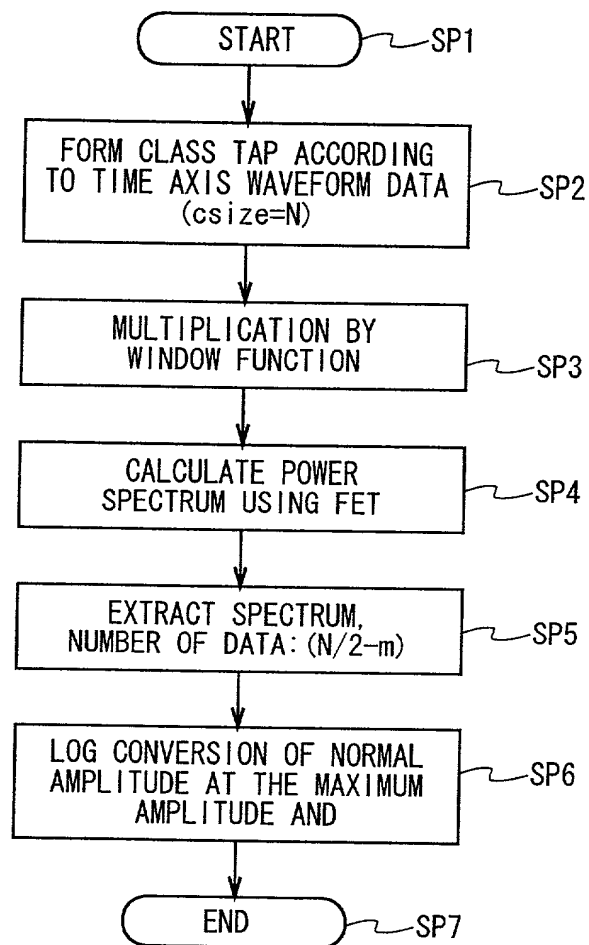 START
SP1
FORM CLASS TAP ACCORDING
TO TIME AXIS WAVEFORM DATA
(csize=N)
SP2
MULTIPLICATION BY
WINDOW FUNCTION
SP3
CALCULATE POWER
SPECTRUM USING FET
SP4
EXTRACT SPECTRUM,
NUMBER OF DATA:(N/2-m)
SP5
LOG CONVERSION OF NORMAL
AMPLITUDE AT THE MAXIMUM
AMPLITUDE AND
SP6
END
SP7